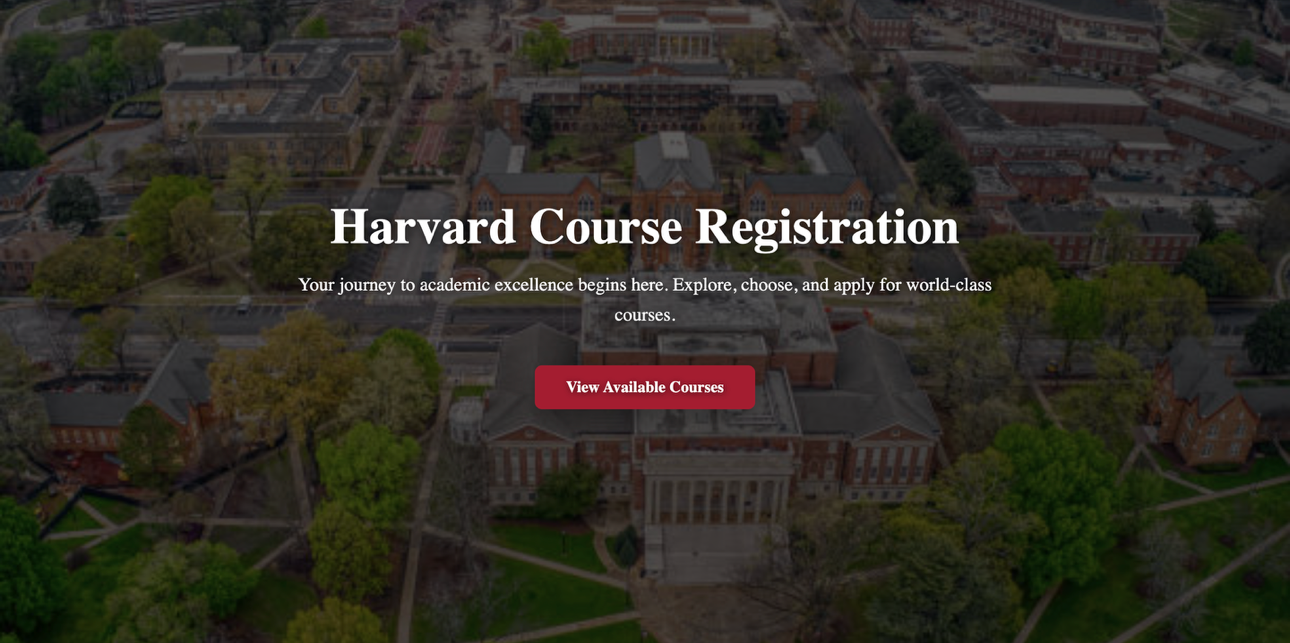 Harvard Course Registration
Your journey to academic excellence begins here. Explore, choose, and apply for world-class
courses.
View Available Courses